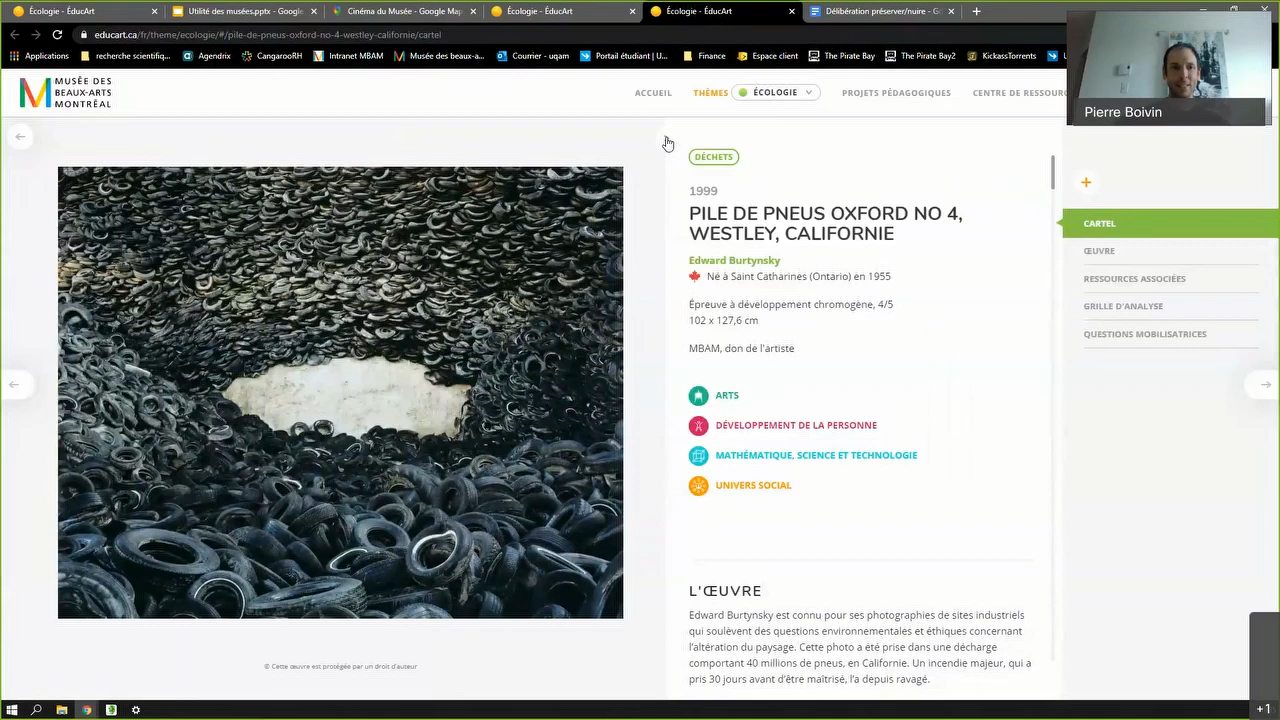 Écologie - ÉducArt
Utilité des musées.pptx - Google
Cinéma du Musée - Google Map
Écologie - ÉducArt
Écologie - ÉducArt
Délibération préserver/nuire - G
educart.ca/fr/theme/ecologie/#/pile-de-pneus-oxford-no-4-westley-californie/cartel
Applications
recherche scientifiq...
Agendrix
CangarooRH
Intranet MBAM
Musée des beaux-a...
Courrier - uqam
Portail étudiant | U...
Finance
Espace client
The Pirate Bay
The Pirate Bay2
KickassTorrents
Pierre Boivin
MUSÉE DES
BEAUX-ARTS
MONTRÉAL
ACCUEIL
THÈMES
ÉCOLOGIE
PROJETS PÉDAGOGIQUES
CENTRE DE RESSOURC
DÉCHETS
1999
PILE DE PNEUS OXFORD NO 4,
WESTLEY, CALIFORNIE
Edward Burtynsky
Né à Saint Catharines (Ontario) en 1955
Épreuve à développement chromogène, 4/5
102 x 127,6 cm
MBAM, don de l'artiste
ARTS
DÉVELOPPEMENT DE LA PERSONNE
MATHÉMATIQUE, SCIENCE ET TECHNOLOGIE
UNIVERS SOCIAL
L'ŒUVRE
Edward Burtynsky est connu pour ses photographies de sites industriels
qui soulèvent des questions environnementales et éthiques concernant
l'altération du paysage. Cette photo a été prise dans une décharge
comportant 40 millions de pneus, en Californie. Un incendie majeur, qui a
pris 30 jours avant d'être maîtrisé, l'a depuis ravagé.
© Cette œuvre est protégée par un droit d'auteur
CARTEL
ŒUVRE
RESSOURCES ASSOCIÉES
GRILLE D'ANALYSE
QUESTIONS MOBILISATRICES
+1